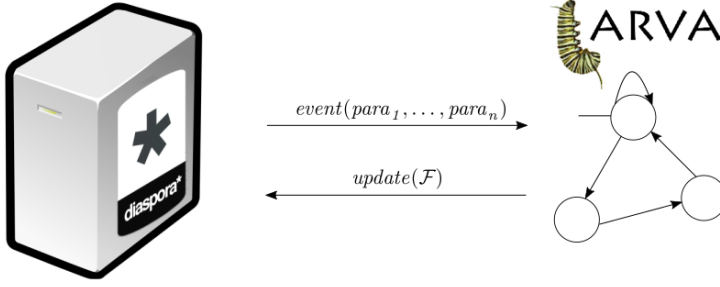 ARVA
event(para₁, . . . , paraₙ)
update(ℱ)
*
diaspora*